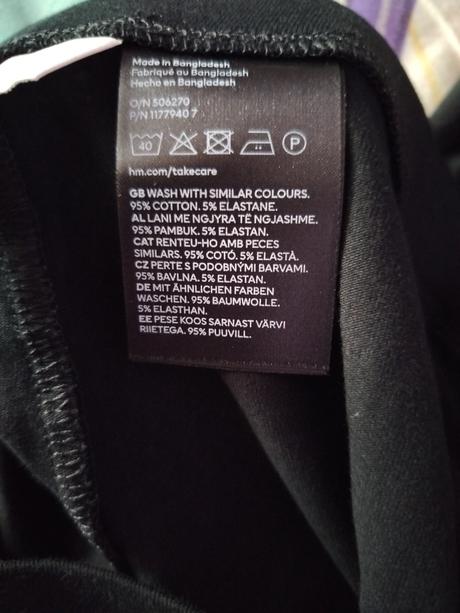 Made in Bangladesh
Fabriqué au Bangladesh
Hecho en Bangladesh
O/N 506270
P/N 1177940 7
40 P
hm.com/takecare
GB WASH WITH SIMILAR COLOURS.
95% COTTON. 5% ELASTANE.
AL LANI ME NGJYRA TË NGJASHME.
95% PAMBUK. 5% ELASTAN.
CAT RENTEU-HO AMB PECES
SIMILARS. 95% COTÓ. 5% ELASTÀ.
CZ PERTE S PODOBNÝMI BARVAMI.
95% BAVLNA. 5% ELASTAN.
DE MIT ÄHNLICHEN FARBEN
WASCHEN. 95% BAUMWOLLE.
5% ELASTHAN.
EE PESE KOOS SARNAST VÄRVI
RIIETEGA. 95% PUUVILL.